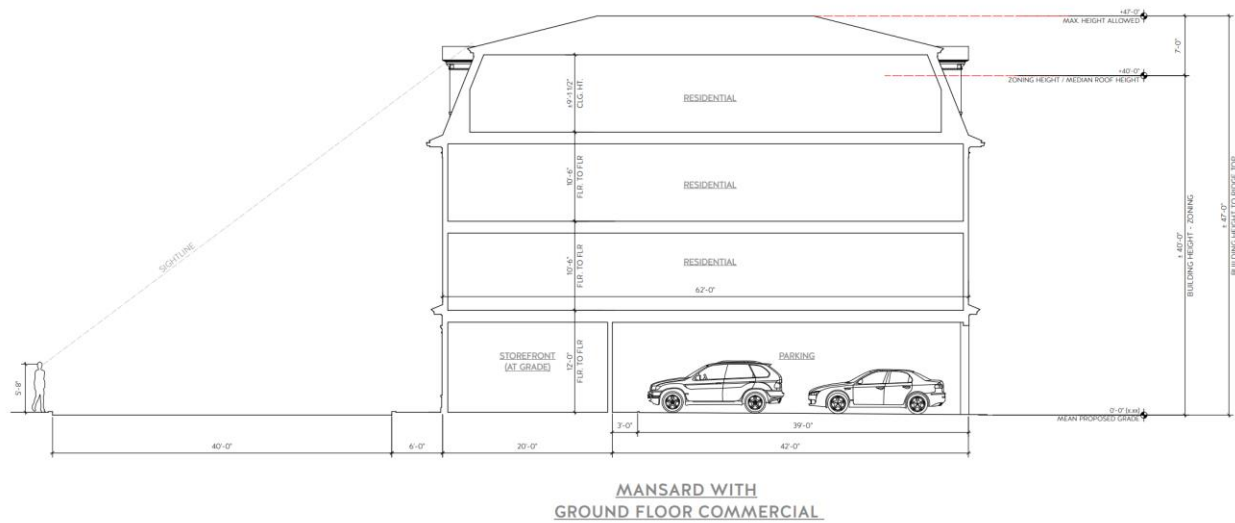 +47'-0"
MAX. HEIGHT ALLOWED
7'-0"
+40'-0"
ZONING HEIGHT / MEDIAN ROOF HEIGHT
±9'-1 1/2"
CLG. HT.
RESIDENTIAL
10'-6"
FLR. TO FLR
RESIDENTIAL
SIGHTLINE
10'-6"
FLR. TO FLR
RESIDENTIAL
62'-0"
± 40'-0"
BUILDING HEIGHT - ZONING
± 47'-0"
BUILDING HEIGHT TO RIDGE TOP
STOREFRONT
(AT GRADE)
12'-0"
FLR. TO FLR
PARKING
5'-8"
0'-0" (x.xx)
MEAN PROPOSED GRADE
3'-0"
39'-0"
40'-0"
6'-0"
20'-0"
42'-0"
MANSARD WITH
GROUND FLOOR COMMERCIAL